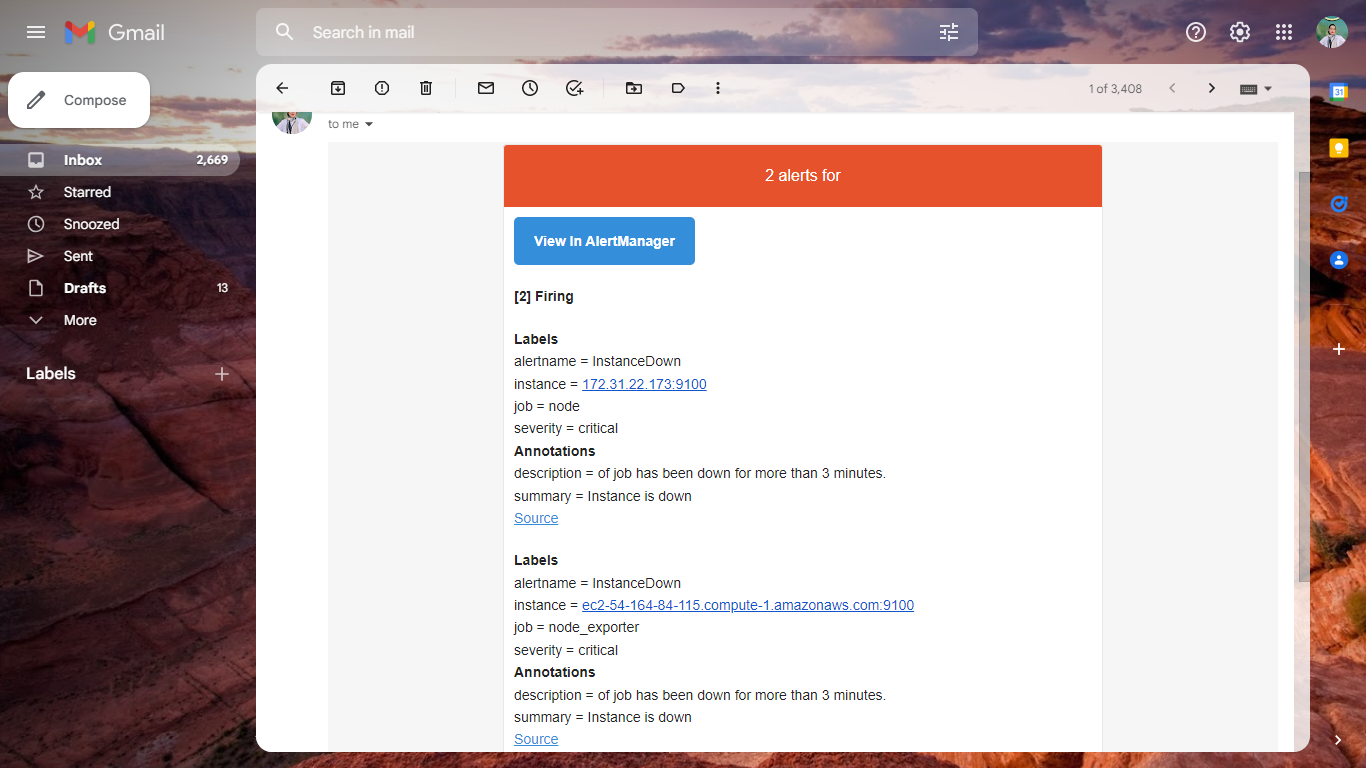 Gmail
Search in mail
Compose
1 of 3,408
31
to me
Inbox 2,669
Starred
Snoozed
Sent
Drafts 13
More
Labels
2 alerts for
View In AlertManager
[2] Firing
Labels
alertname = InstanceDown
instance = 172.31.22.173:9100
job = node
severity = critical
Annotations
description = of job has been down for more than 3 minutes.
summary = Instance is down
Source
Labels
alertname = InstanceDown
instance = ec2-54-164-84-115.compute-1.amazonaws.com:9100
job = node_exporter
severity = critical
Annotations
description = of job has been down for more than 3 minutes.
summary = Instance is down
Source